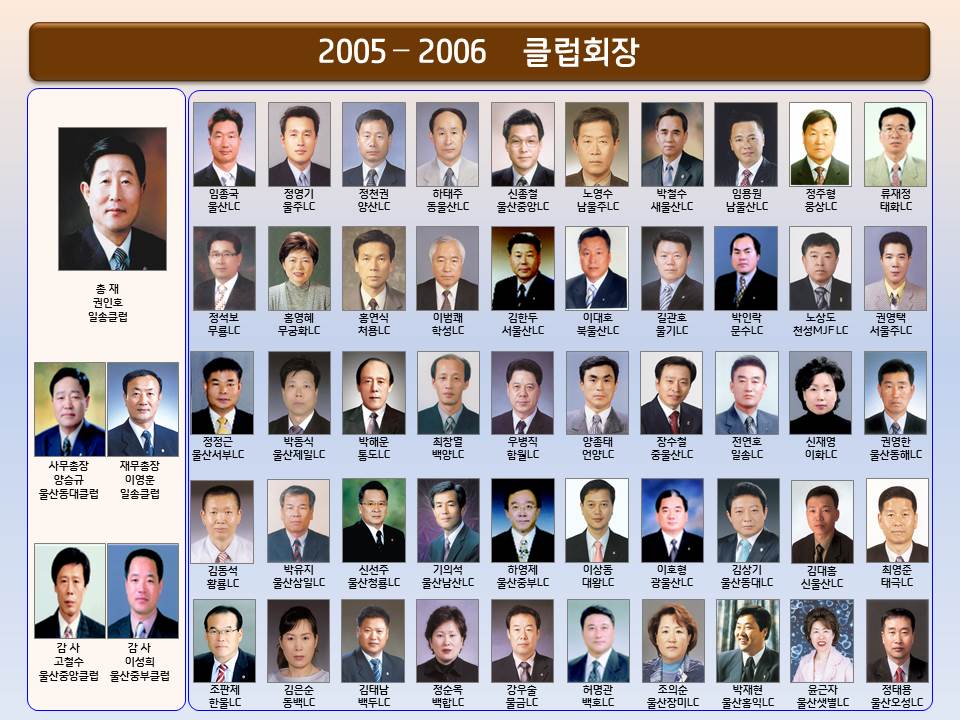 2005 – 2006 클럽회장
총 재
권인호
일송클럽
사무총장
양승규
울산동대클럽
재무총장
이영훈
일송클럽
감 사
고철수
울산중앙클럽
감 사
이성희
울산중부클럽
임종국
울산LC
정영기
울주LC
정천권
양산LC
하태주
동울산LC
신종철
울산중앙LC
노영수
남울주LC
박철수
새울산LC
임용원
남울산LC
정주형
웅상LC
류재정
태화LC
정석보
무룡LC
홍영혜
무궁화LC
홍연식
처용LC
이범쾌
학성LC
김한두
서울산LC
이대호
북울산LC
길관호
울기LC
박인락
문수LC
노상도
천성MJF LC
권영택
서울주LC
정정근
울산서부LC
박동식
울산제일LC
박해운
통도LC
최창열
백양LC
우병직
함월LC
양종태
언양LC
장수철
중울산LC
전연호
일송LC
신재영
이화LC
권영한
울산동해LC
김동석
황룡LC
박유지
울산삼일LC
신선주
울산청룡LC
기의석
울산남산LC
하영제
울산중부LC
이상동
대왕LC
이호형
광울산LC
김상기
울산동대LC
김대흠
신울산LC
최영준
태극LC
조판제
한울LC
김은순
동백LC
김태남
백두LC
정순옥
백합LC
강우술
물금LC
허명관
백호LC
조의순
울산장미LC
박재현
울산홍익LC
윤근자
울산샛별LC
정태용
울산오성LC